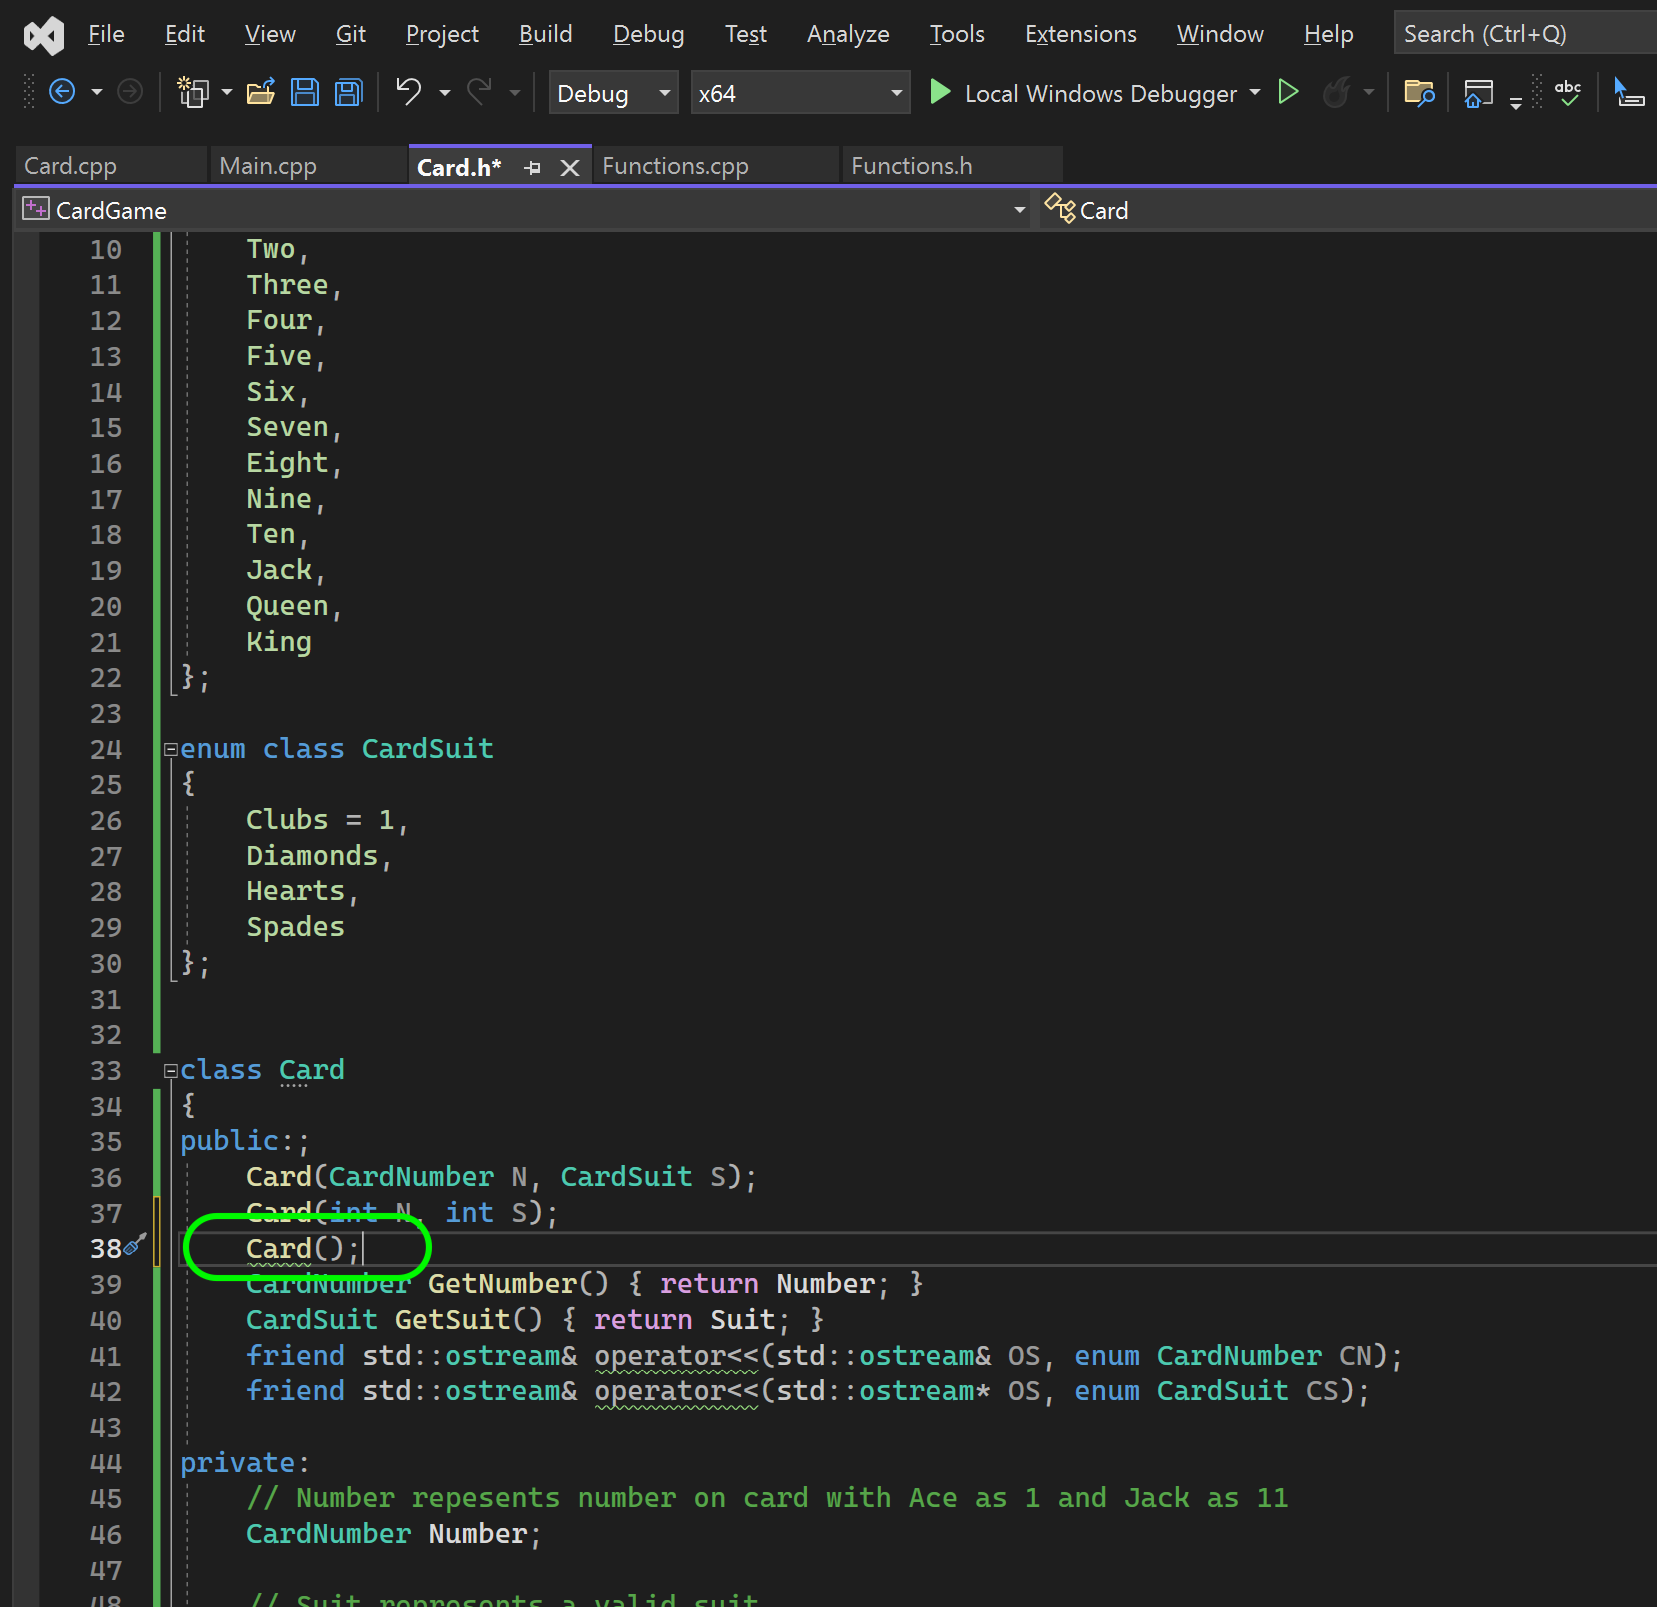 File Edit View Git Project Build Debug Test Analyze Tools Extensions Window Help Search (Ctrl+Q)
Debug x64 Local Windows Debugger abc
Card.cpp Main.cpp Card.h* Functions.cpp Functions.h
CardGame Card
10 Two,
11 Three,
12 Four,
13 Five,
14 Six,
15 Seven,
16 Eight,
17 Nine,
18 Ten,
19 Jack,
20 Queen,
21 King
22 };
23
24 enum class CardSuit
25 {
26 Clubs = 1,
27 Diamonds,
28 Hearts,
29 Spades
30 };
31
32
33 class Card
34 {
35 public:;
36 Card(CardNumber N, CardSuit S);
37 Card(int N, int S);
38 Card();
39 CardNumber GetNumber() { return Number; }
40 CardSuit GetSuit() { return Suit; }
41 friend std::ostream& operator<<(std::ostream& OS, enum CardNumber CN);
42 friend std::ostream& operator<<(std::ostream* OS, enum CardSuit CS);
43
44 private:
45 // Number repesents number on card with Ace as 1 and Jack as 11
46 CardNumber Number;
47
48 // Suit represents a valid suit